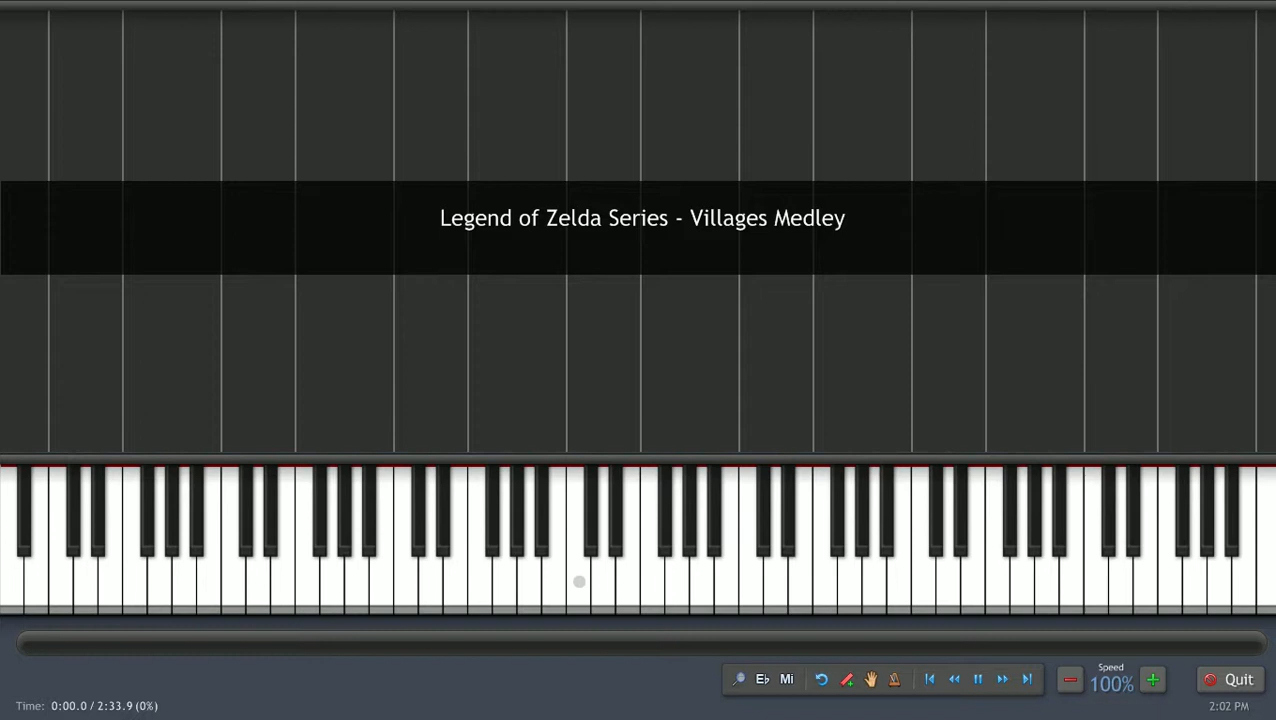 Legend of Zelda Series - Villages Medley
Speed
E♭ Mi 100% Quit
Time: 0:00.0 / 2:33.9 (0%) 2:02 PM